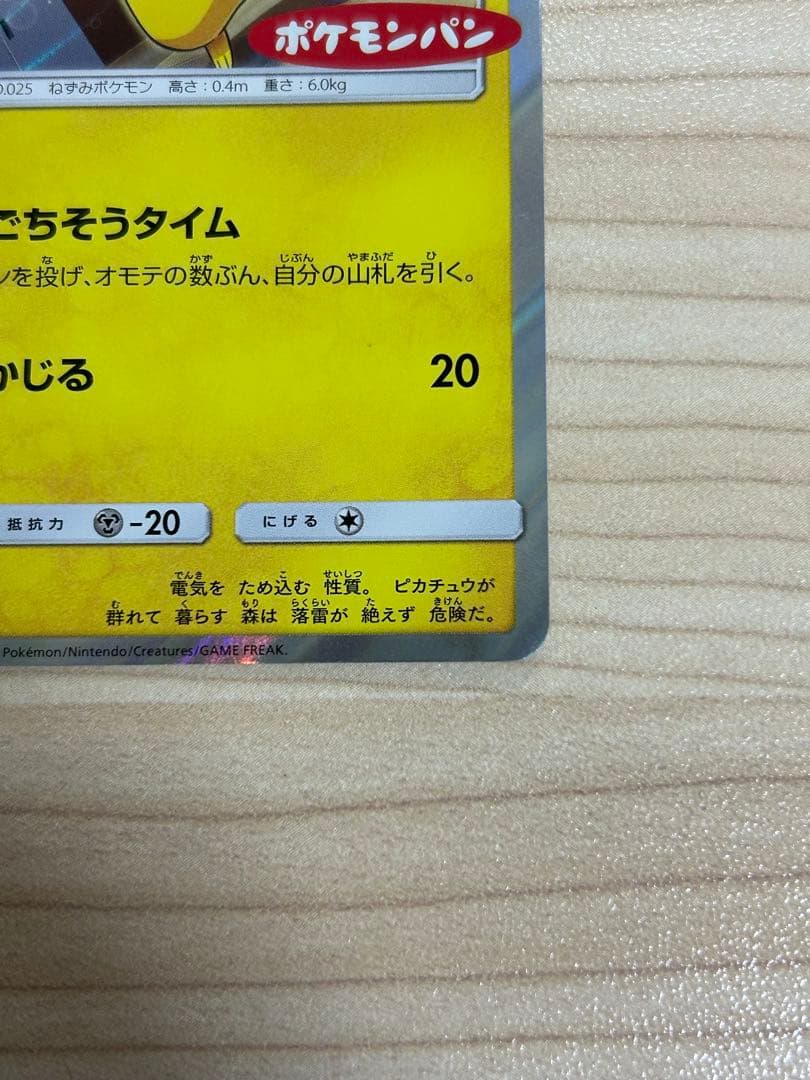 ポケモンパン
.025 ねずみポケモン 高さ:0.4m 重さ:6.0kg
ごちそうタイム
を投げ、オモテの数ぶん、自分の山札を引く。
かじる 20
抵抗力 -20 にげる
電気を ため込む 性質。 ピカチュウが
群れて 暮らす 森は 落雷が 絶えず 危険だ。
Pokémon/Nintendo/Creatures/GAME FREAK.